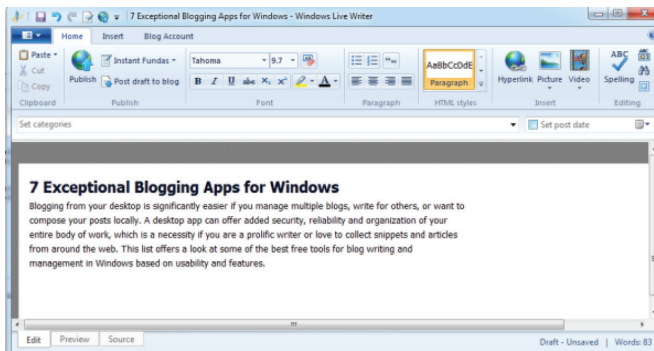 7 Exceptional Blogging Apps for Windows - Windows Live Writer
Home Insert Blog Account
Paste Instant Fundas Tahoma 9.7 AaBbCcDdE ABC
Cut
Copy Publish Post draft to blog B I U abc X₂ X² A Paragraph Hyperlink Picture Video Spelling
Clipboard Publish Font Paragraph HTML styles Insert Editing
Set categories Set post date
7 Exceptional Blogging Apps for Windows
Blogging from your desktop is significantly easier if you manage multiple blogs, write for others, or want to
compose your posts locally. A desktop app can offer added security, reliability and organization of your
entire body of work, which is a necessity if you are a prolific writer or love to collect snippets and articles
from around the web. This list offers a look at some of the best free tools for blog writing and
management in Windows based on usability and features.
Edit Preview Source Draft - Unsaved | Words: 83